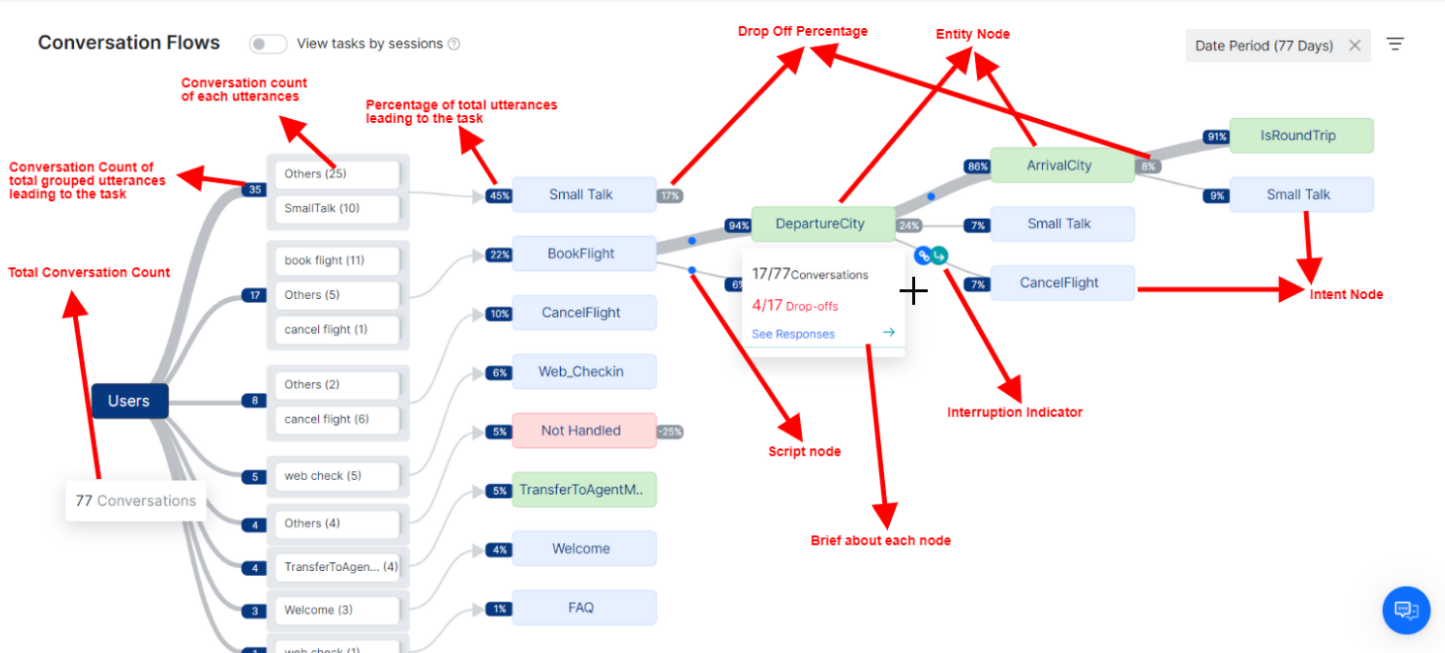 Conversation Flows
View tasks by sessions
Date Period (77 Days)
Drop Off Percentage
Entity Node
Conversation count
of each utterances
Percentage of total utterances
leading to the task
Conversation Count of
total grouped utterances
leading to the task
Total Conversation Count
Users
77 Conversations
35
Others (25)
SmallTalk (10)
17
book flight (11)
Others (5)
cancel flight (1)
8
Others (2)
cancel flight (6)
5
web check (5)
4
Others (4)
4
TransferToAgen... (4)
3
Welcome (3)
1
web check (1)
45%
Small Talk
17%
22%
BookFlight
10%
CancelFlight
6%
Web_Checkin
5%
Not Handled
-25%
5%
TransferToAgentM..
4%
Welcome
1%
FAQ
94%
DepartureCity
24%
17/77Conversations
4/17 Drop-offs
See Responses
86%
ArrivalCity
8%
7%
Small Talk
7%
CancelFlight
91%
IsRoundTrip
9%
Small Talk
Intent Node
Interruption Indicator
Script node
Brief about each node